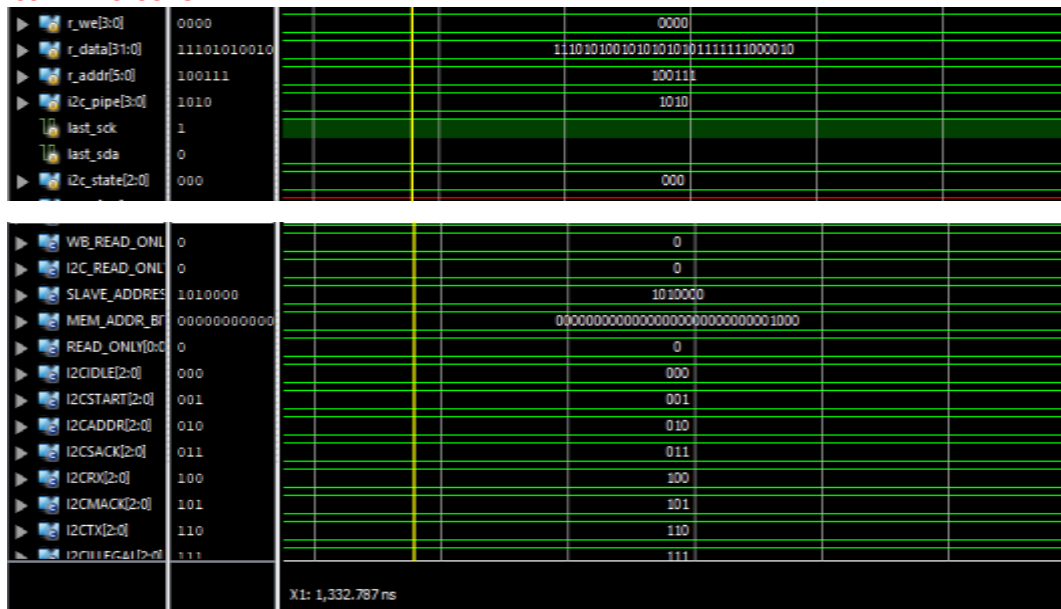 r_we[3:0] 0000 0000
r_data[31:0] 11101010010 11101010010101010101111111000010
r_addr[5:0] 100111 100111
i2c_pipe[3:0] 1010 1010
last_sck 1
last_sda 0
i2c_state[2:0] 000 000
WB_READ_ONL 0 0
I2C_READ_ONL 0 0
SLAVE_ADDRES 1010000 1010000
MEM_ADDR_BI 00000000000 00000000000000000000000000001000
READ_ONLY[0:0 0 0
I2CIDLE[2:0] 000 000
I2CSTART[2:0] 001 001
I2CADDR[2:0] 010 010
I2CSACK[2:0] 011 011
I2CRX[2:0] 100 100
I2CMACK[2:0] 101 101
I2CTX[2:0] 110 110
I2CILLEGAL[2:0] 111 111
X1: 1,332.787 ns